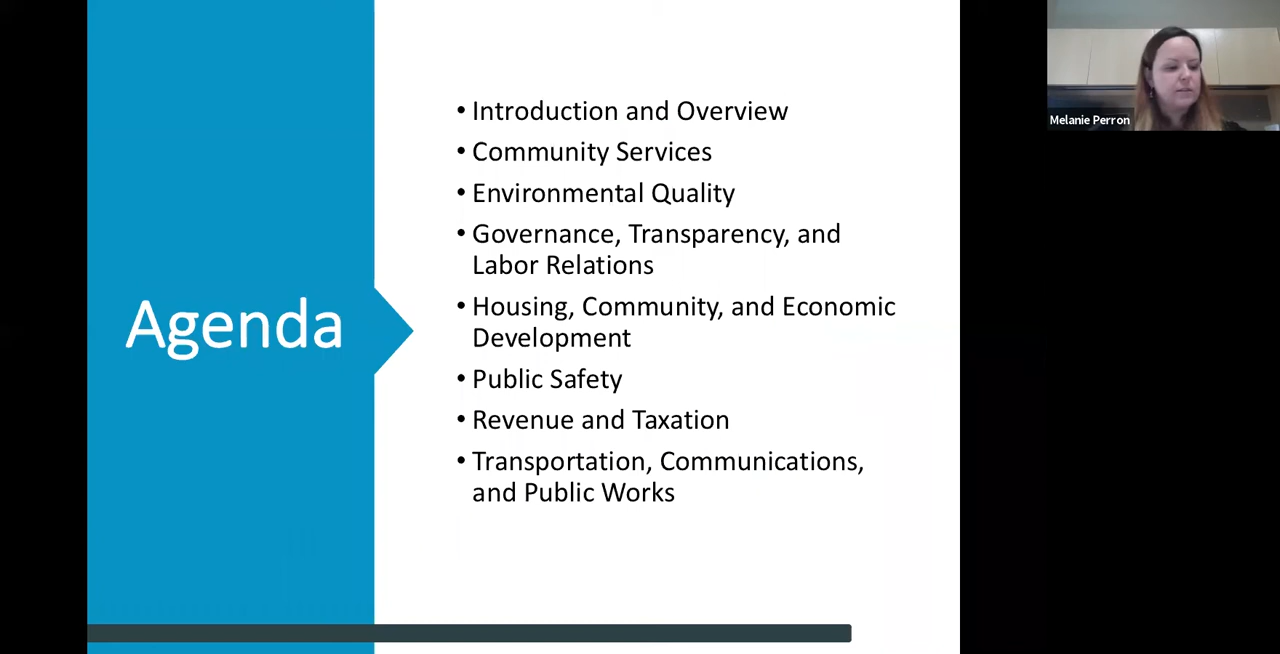 Agenda
• Introduction and Overview
• Community Services
• Environmental Quality
• Governance, Transparency, and
Labor Relations
• Housing, Community, and Economic
Development
• Public Safety
• Revenue and Taxation
• Transportation, Communications,
and Public Works
Melanie Perron